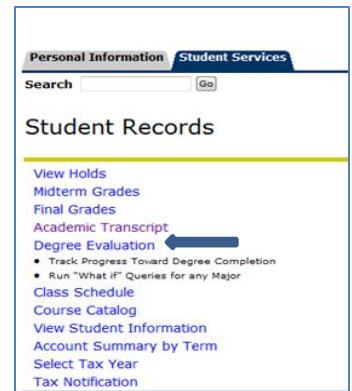 Personal Information Student Services
Search Go
Student Records
View Holds
Midterm Grades
Final Grades
Academic Transcript
Degree Evaluation
• Track Progress Toward Degree Completion
• Run "What if" Queries for any Major
Class Schedule
Course Catalog
View Student Information
Account Summary by Term
Select Tax Year
Tax Notification